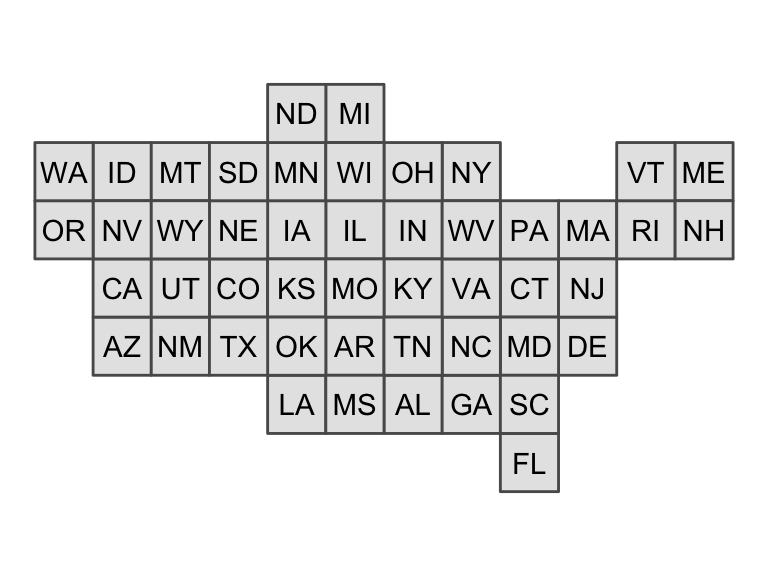 ND MI
WA ID MT SD MN WI OH NY VT ME
OR NV WY NE IA IL IN WV PA MA RI NH
CA UT CO KS MO KY VA CT NJ
AZ NM TX OK AR TN NC MD DE
LA MS AL GA SC
FL